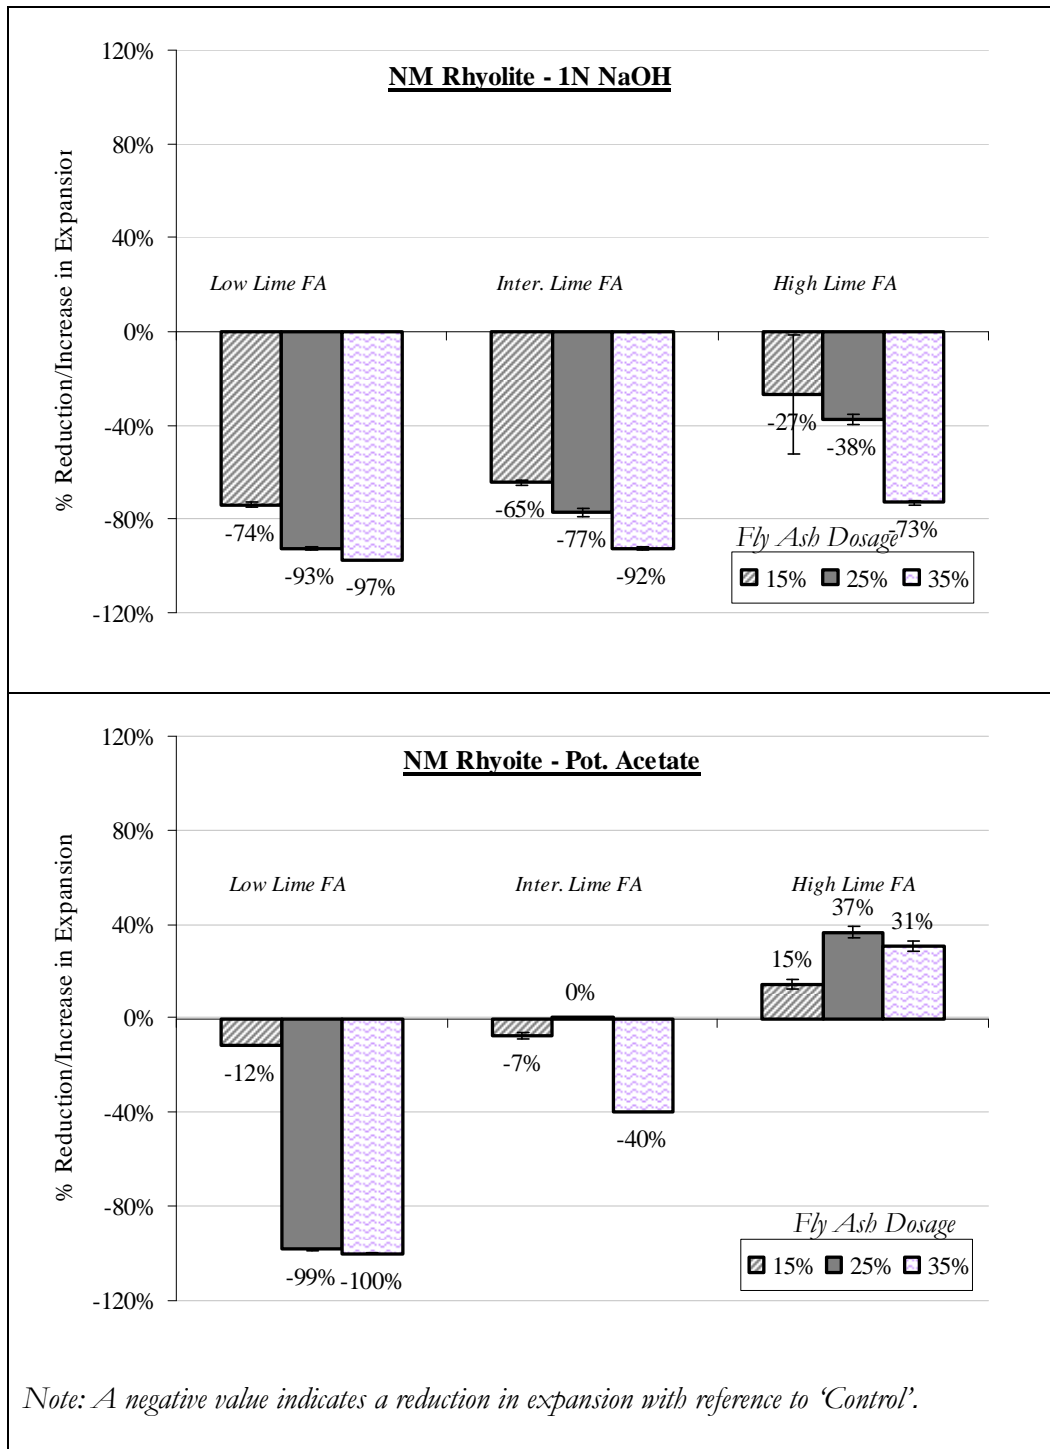 120%
NM Rhyolite - 1N NaOH
80%
40%
Low Lime FA Inter. Lime FA High Lime FA
0%
-40%
-27%
-38%
-80%
-74% -93% -97%
-65% -77% -92%
-73%
-120%
% Reduction/Increase in Expansion
Fly Ash Dosage
15% 25% 35%
120%
NM Rhyoite - Pot. Acetate
80%
Low Lime FA Inter. Lime FA High Lime FA
40%
15% 37% 31%
0%
0%
-12%
-7%
-40%
-40%
-80%
-99% -100%
-120%
% Reduction/Increase in Expansion
Fly Ash Dosage
15% 25% 35%
Note: A negative value indicates a reduction in expansion with reference to ‘Control’.